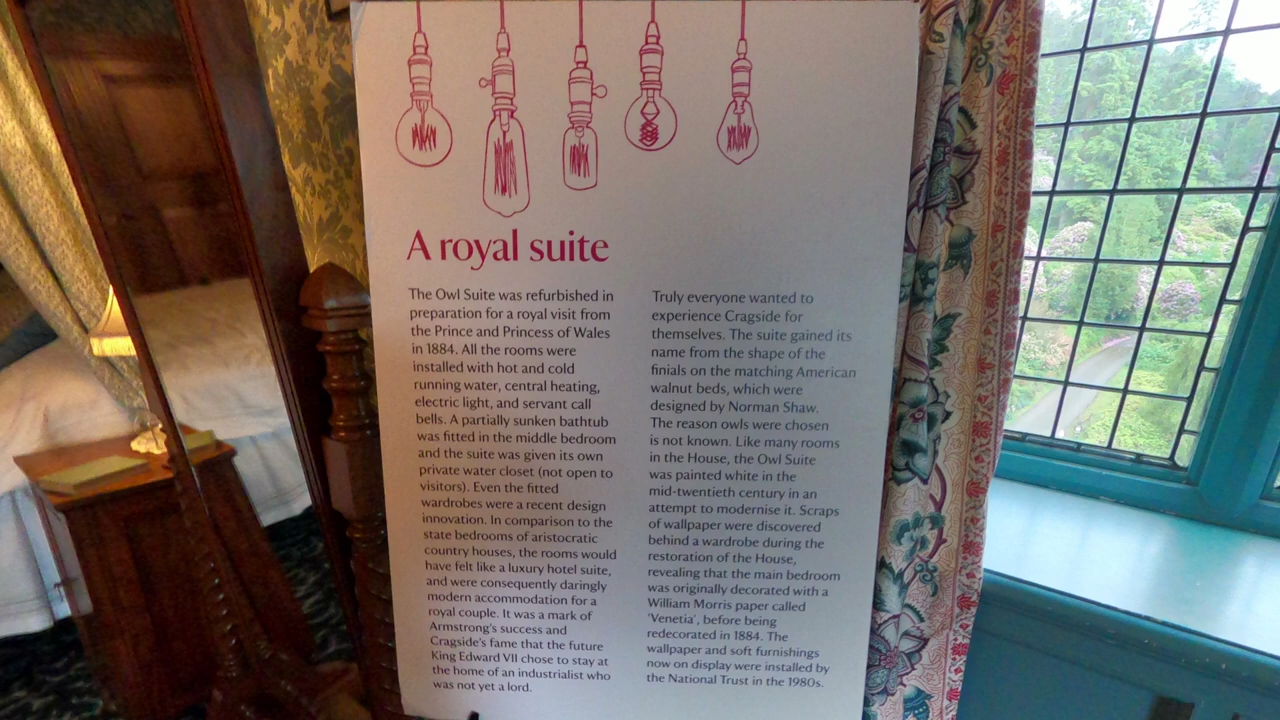 A royal suite
The Owl Suite was refurbished in
preparation for a royal visit from
the Prince and Princess of Wales
in 1884. All the rooms were
installed with hot and cold
running water, central heating,
electric light, and servant call
bells. A partially sunken bathtub
was fitted in the middle bedroom
and the suite was given its own
private water closet (not open to
visitors). Even the fitted
wardrobes were a recent design
innovation. In comparison to the
state bedrooms of aristocratic
country houses, the rooms would
have felt like a luxury hotel suite,
and were consequently daringly
modern accommodation for a
royal couple. It was a mark of
Armstrong's success and
Cragside's fame that the future
King Edward VII chose to stay at
the home of an industrialist who
was not yet a lord.
Truly everyone wanted to
experience Cragside for
themselves. The suite gained its
name from the shape of the
finials on the matching American
walnut beds, which were
designed by Norman Shaw.
The reason owls were chosen
is not known. Like many rooms
in the House, the Owl Suite
was painted white in the
mid-twentieth century in an
attempt to modernise it. Scraps
of wallpaper were discovered
behind a wardrobe during the
restoration of the House,
revealing that the main bedroom
was originally decorated with a
William Morris paper called
'Venetia', before being
redecorated in 1884. The
wallpaper and soft furnishings
now on display were installed by
the National Trust in the 1980s.